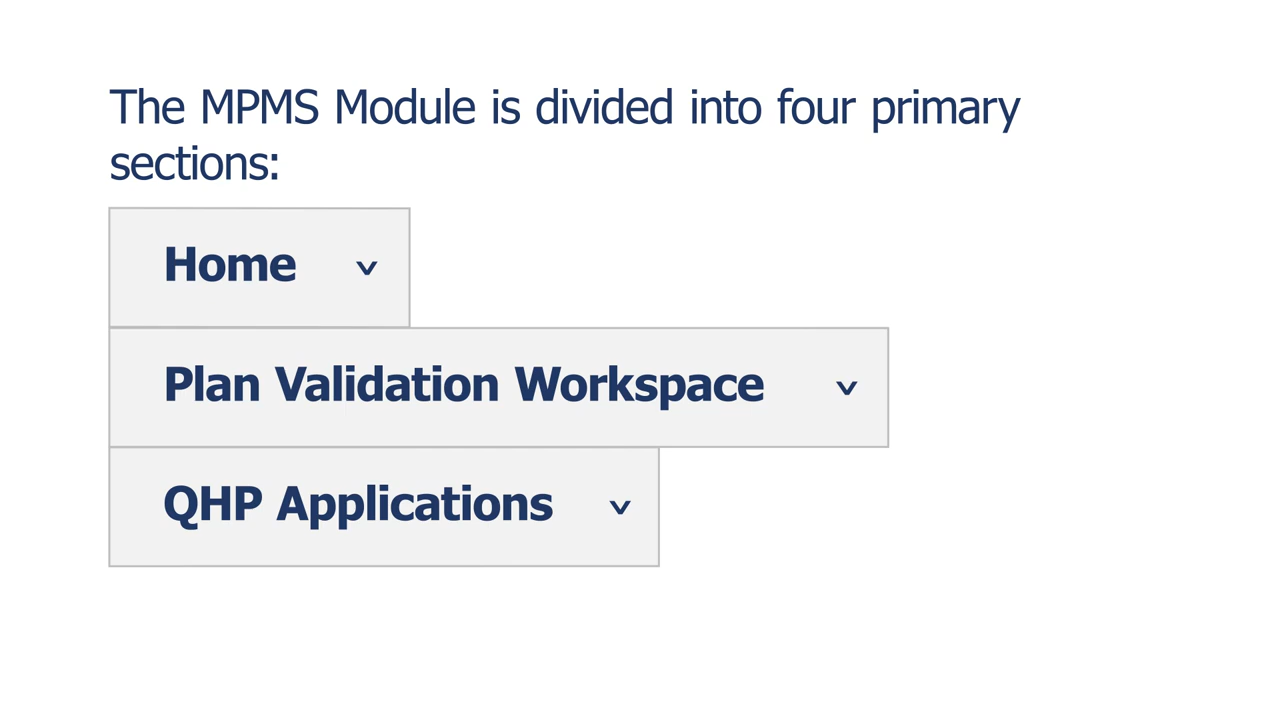 The MPMS Module is divided into four primary
sections:
Home
Plan Validation Workspace
QHP Applications